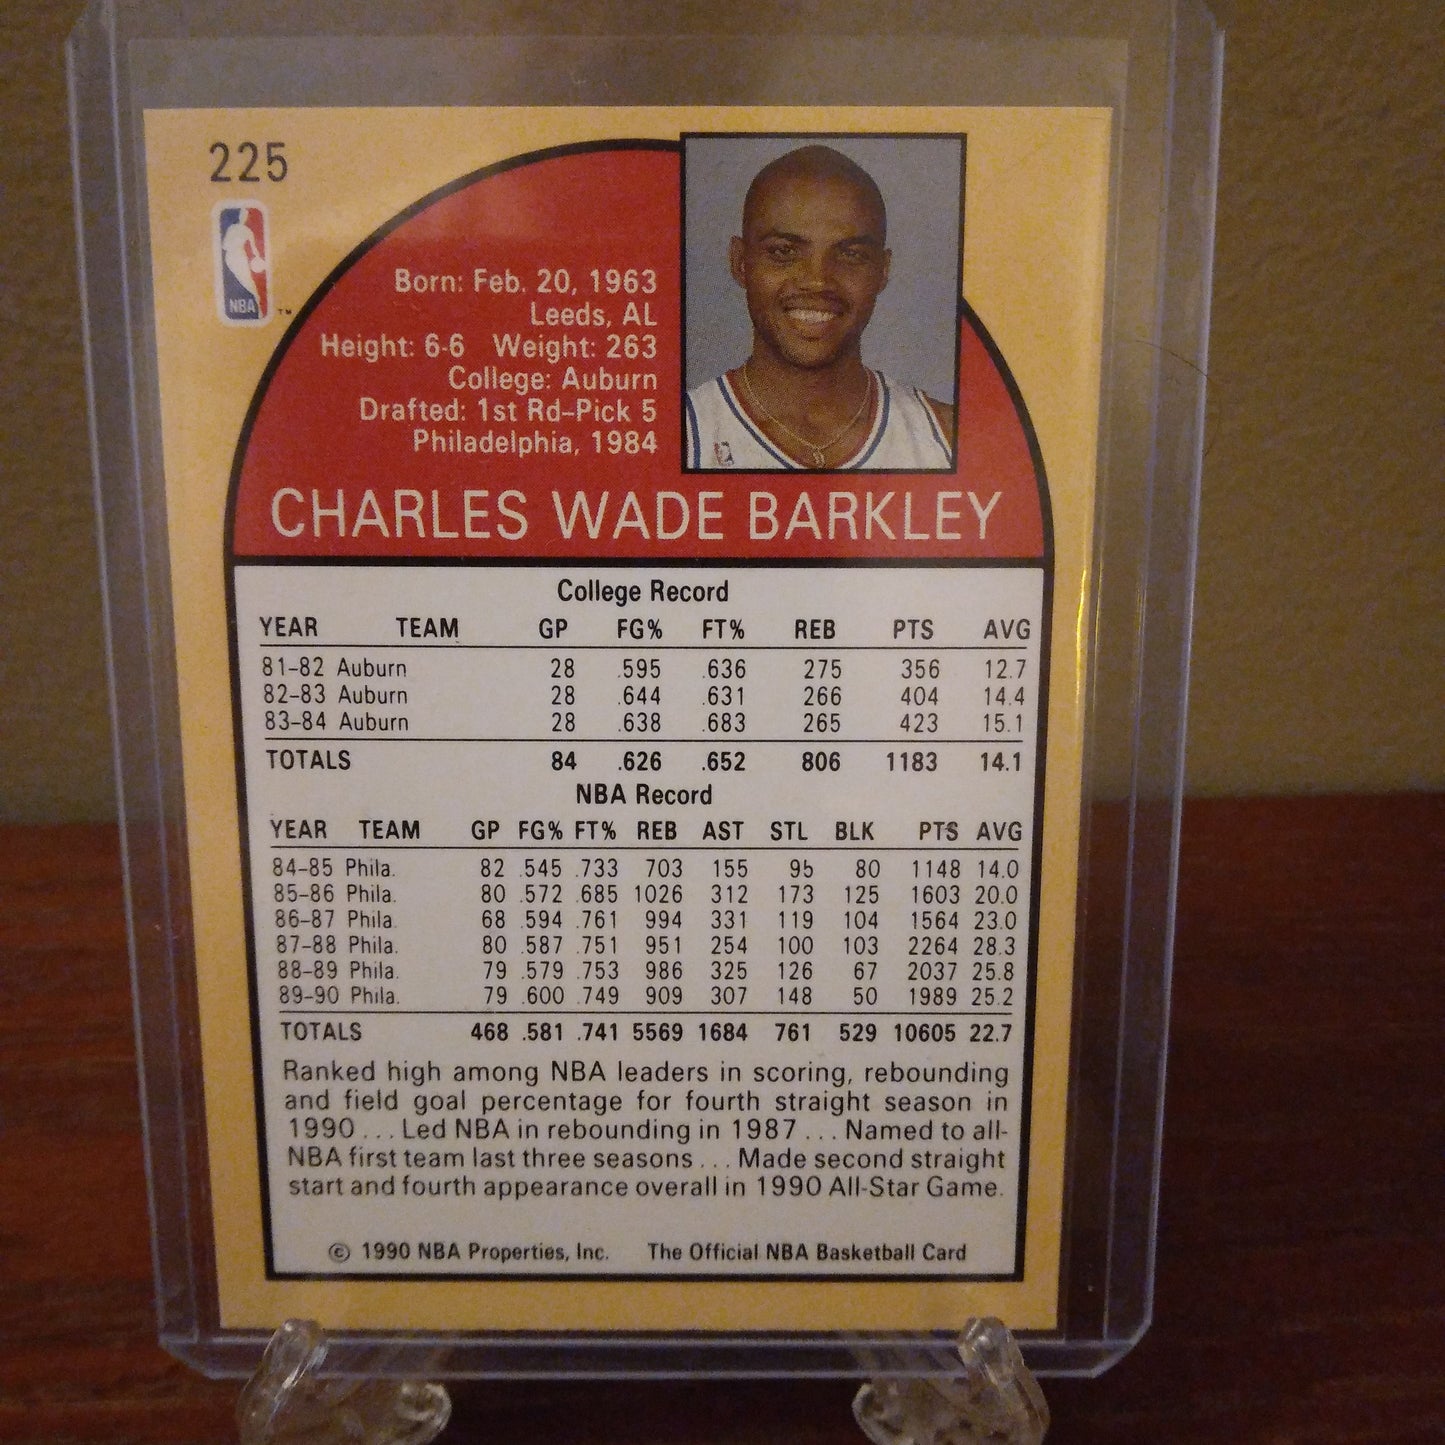 225
NBA
™
Born: Feb. 20, 1963
Leeds, AL
Height: 6-6 Weight: 263
College: Auburn
Drafted: 1st Rd–Pick 5
Philadelphia, 1984
CHARLES WADE BARKLEY
College Record
YEAR TEAM GP FG% FT% REB PTS AVG
81–82 Auburn 28 .595 .636 275 356 12.7
82–83 Auburn 28 .644 .631 266 404 14.4
83–84 Auburn 28 .638 .683 265 423 15.1
TOTALS 84 .626 .652 806 1183 14.1
NBA Record
YEAR TEAM GP FG% FT% REB AST STL BLK PTS AVG
84–85 Phila. 82 .545 .733 703 155 95 80 1148 14.0
85–86 Phila. 80 .572 .685 1026 312 173 125 1603 20.0
86–87 Phila. 68 .594 .761 994 331 119 104 1564 23.0
87–88 Phila. 80 .587 .751 951 254 100 103 2264 28.3
88–89 Phila. 79 .579 .753 986 325 126 67 2037 25.8
89–90 Phila. 79 .600 .749 909 307 148 50 1989 25.2
TOTALS 468 .581 .741 5569 1684 761 529 10605 22.7
Ranked high among NBA leaders in scoring, rebounding
and field goal percentage for fourth straight season in
1990 . . . Led NBA in rebounding in 1987 . . . Named to all-
NBA first team last three seasons . . . Made second straight
start and fourth appearance overall in 1990 All-Star Game.
© 1990 NBA Properties, Inc. The Official NBA Basketball Card